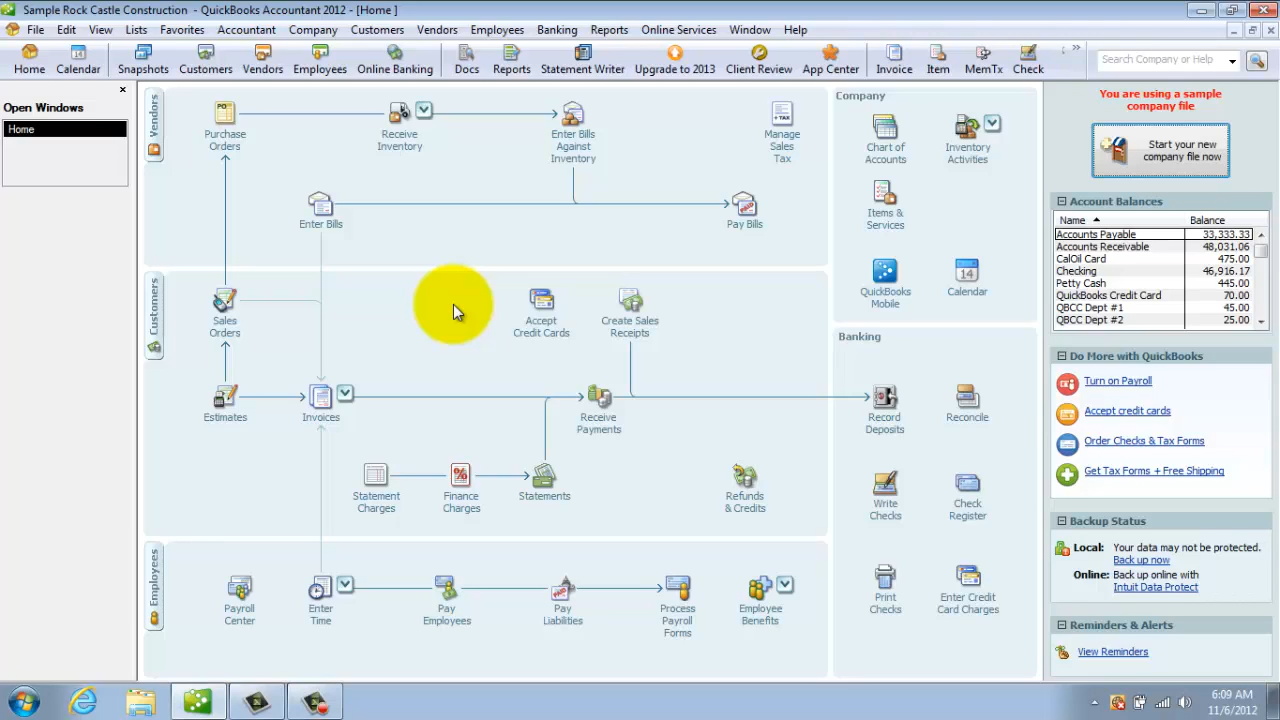 Sample Rock Castle Construction - QuickBooks Accountant 2012 - [Home ]
File Edit View Lists Favorites Accountant Company Customers Vendors Employees Banking Reports Online Services Window Help
Home Calendar Snapshots Customers Vendors Employees Online Banking Docs Reports Statement Writer Upgrade to 2013 Client Review App Center Invoice Item MemTx Check
Search Company or Help
Open Windows
Home
Vendors
Purchase
Orders
Receive
Inventory
Enter Bills
Against
Inventory
Manage
Sales
Tax
Enter Bills
Pay Bills
Customers
Sales
Orders
Accept
Credit Cards
Create Sales
Receipts
Estimates
Invoices
Receive
Payments
Statement
Charges
Finance
Charges
Statements
Refunds
& Credits
Employees
Payroll
Center
Enter
Time
Pay
Employees
Pay
Liabilities
Process
Payroll
Forms
Employee
Benefits
Company
Chart of
Accounts
Inventory
Activities
Items &
Services
QuickBooks
Mobile
14
Calendar
Banking
Record
Deposits
Reconcile
Write
Checks
Check
Register
Print
Checks
Enter Credit
Card Charges
You are using a sample
company file
Start your new
company file now
Account Balances
Name Balance
Accounts Payable 33,333.33
Accounts Receivable 48,031.06
CalOil Card 475.00
Checking 46,916.17
Petty Cash 445.00
QuickBooks Credit Card 70.00
QBCC Dept #1 45.00
QBCC Dept #2 25.00
Do More with QuickBooks
Turn on Payroll
Accept credit cards
Order Checks & Tax Forms
Get Tax Forms + Free Shipping
Backup Status
Local: Your data may not be protected.
Back up now
Online: Back up online with
Intuit Data Protect
Reminders & Alerts
View Reminders
6:09 AM
11/6/2012